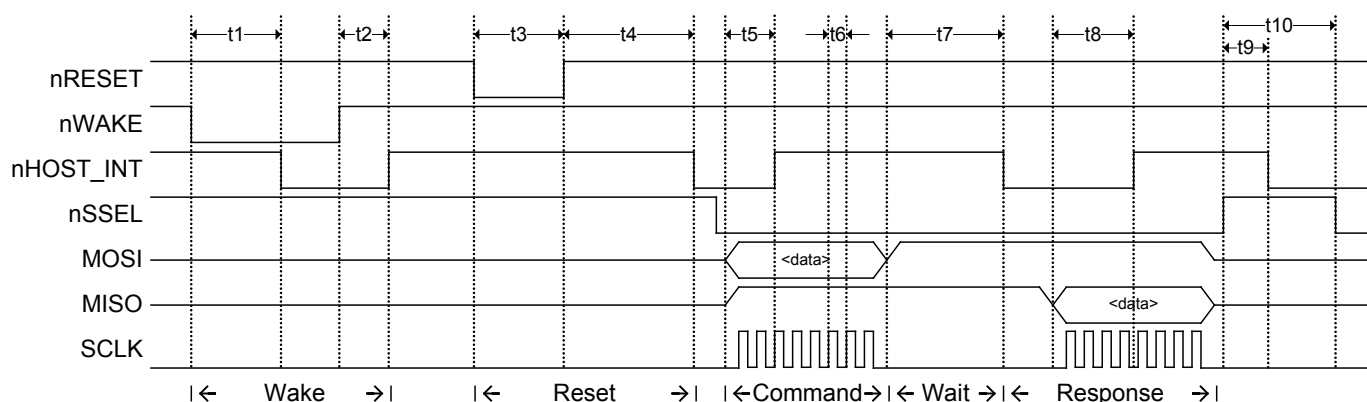 t10
t1 t2 t3 t4 t5 t6 t7 t8
t9
nRESET
nWAKE
nHOST_INT
nSSEL
MOSI <data>
MISO <data>
SCLK
Wake Reset Command Wait Response